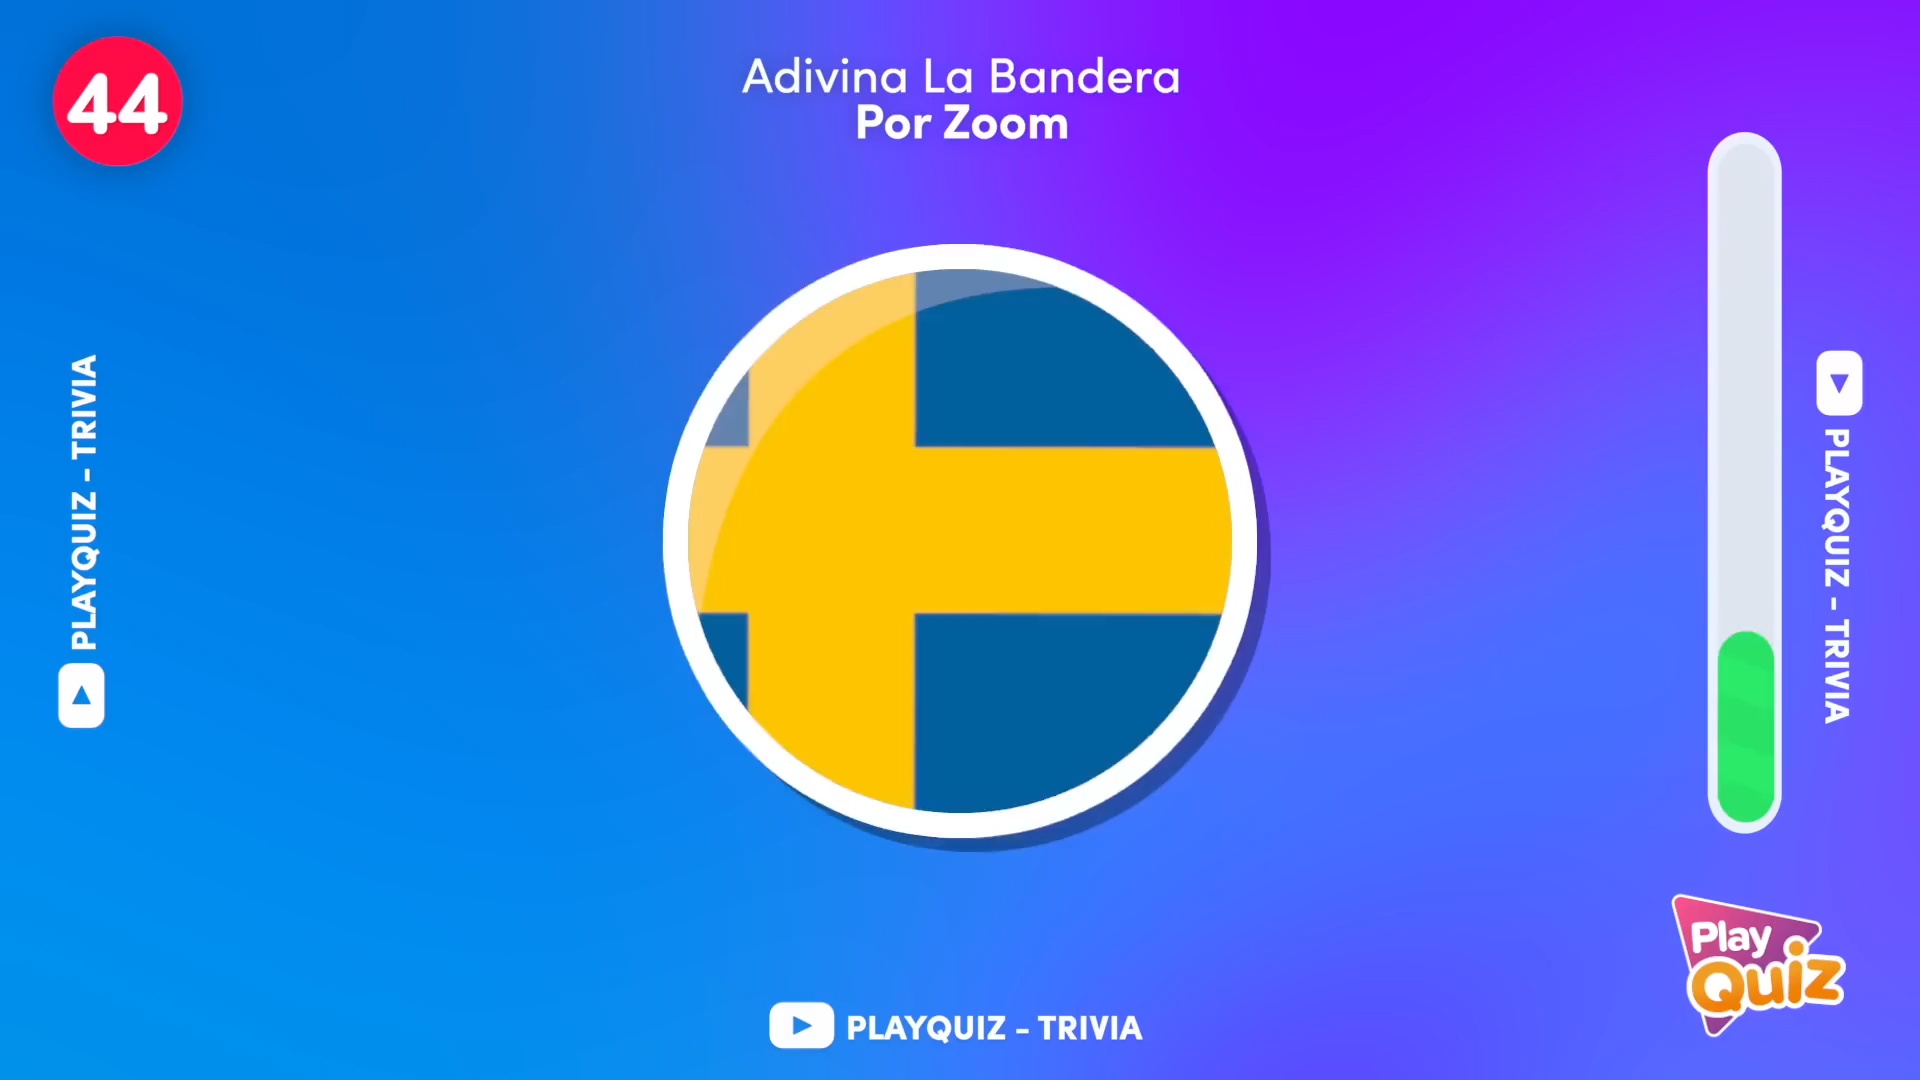 44
Adivina La Bandera
Por Zoom
PLAYQUIZ - TRIVIA
PLAYQUIZ - TRIVIA
Play
Quiz
PLAYQUIZ - TRIVIA